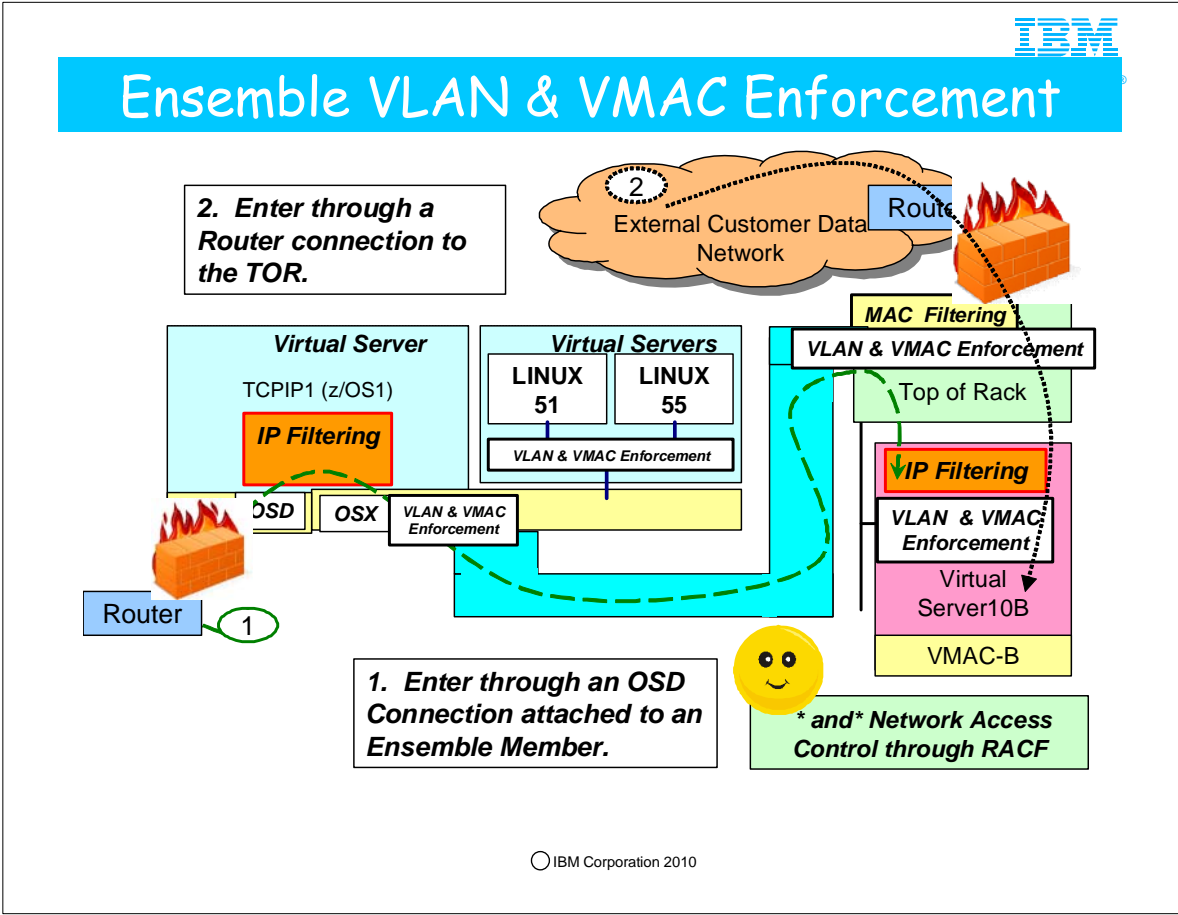 IBM
®
Ensemble VLAN & VMAC Enforcement
2. Enter through a
Router connection to
the TOR.
2
External Customer Data
Network
Route
MAC Filtering
VLAN & VMAC Enforcement
Top of Rack
Virtual Server
TCPIP1 (z/OS1)
IP Filtering
Virtual Servers
LINUX
51
LINUX
55
VLAN & VMAC Enforcement
OSD
OSX
VLAN & VMAC
Enforcement
IP Filtering
VLAN & VMAC
Enforcement
Virtual
Server10B
VMAC-B
Router
1
1. Enter through an OSD
Connection attached to an
Ensemble Member.
* and* Network Access
Control through RACF
IBM Corporation 2010